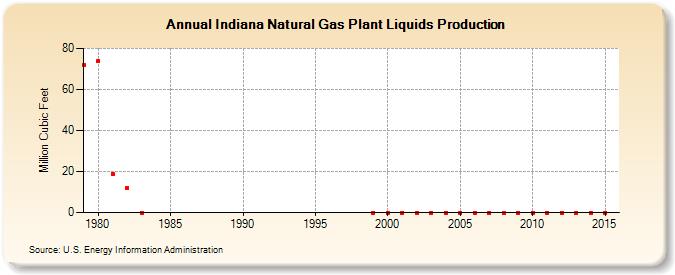 Annual Indiana Natural Gas Plant Liquids Production
Million Cubic Feet
80
60
40
20
0
1980 1985 1990 1995 2000 2005 2010 2015
Source: U.S. Energy Information Administration